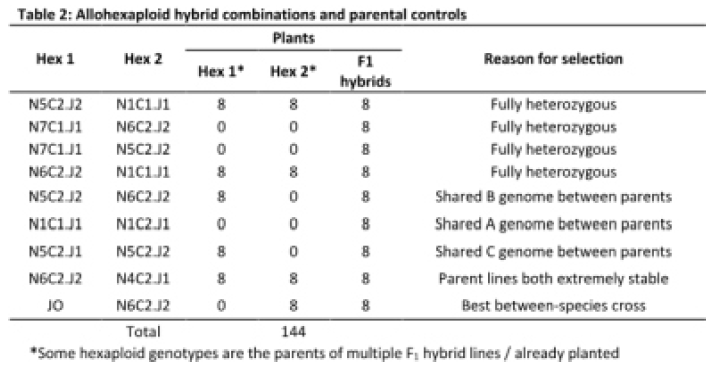 Table 2: Allohexaploid hybrid combinations and parental controls
Plants
Hex 1 Hex 2 Hex 1* Hex 2* F1 hybrids Reason for selection
N5C2.J2 N1C1.J1 8 8 8 Fully heterozygous
N7C1.J1 N6C2.J2 0 0 8 Fully heterozygous
N7C1.J1 N5C2.J2 0 0 8 Fully heterozygous
N6C2.J2 N1C1.J1 8 8 8 Fully heterozygous
N5C2.J2 N6C2.J2 8 0 8 Shared B genome between parents
N1C1.J1 N1C2.J1 0 0 8 Shared A genome between parents
N5C2.J1 N5C2.J2 8 0 8 Shared C genome between parents
N6C2.J2 N4C2.J1 8 8 8 Parent lines both extremely stable
JO N6C2.J2 0 8 8 Best between-species cross
Total 144
*Some hexaploid genotypes are the parents of multiple F₁ hybrid lines / already planted